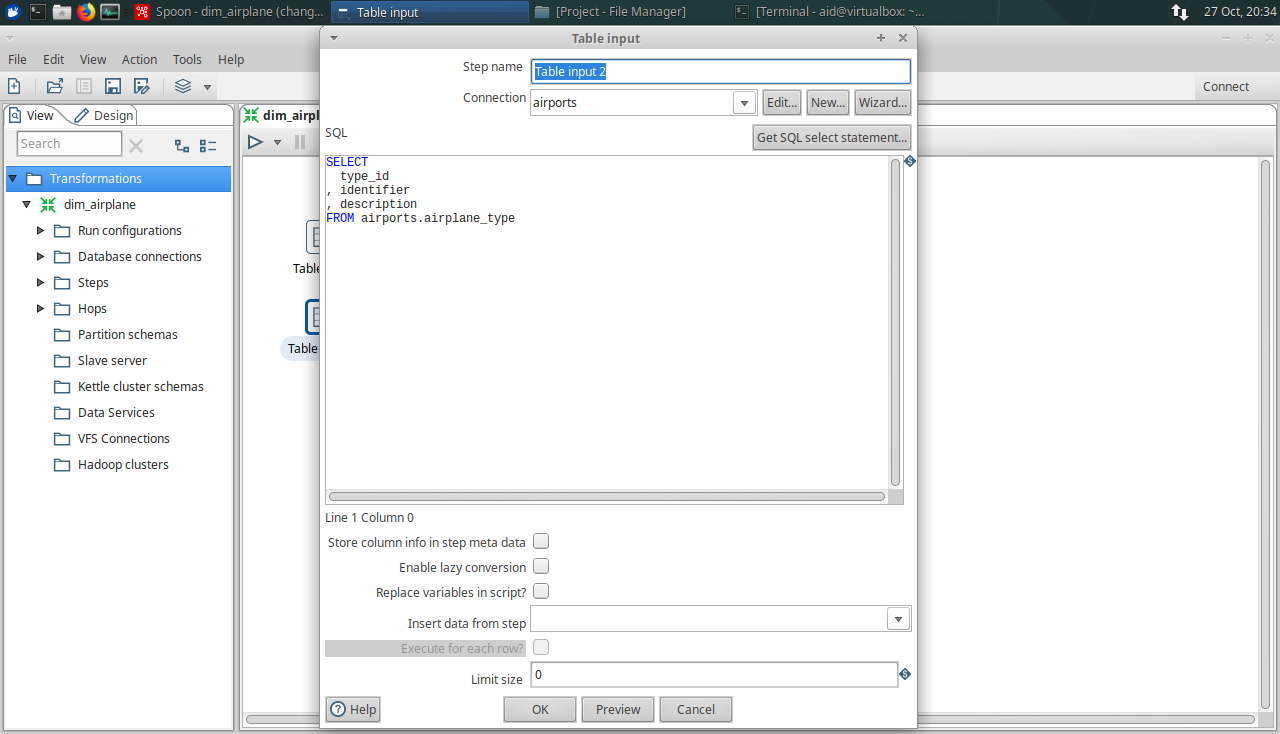 Spoon - dim_airplane (chang...
Table input
[Project - File Manager]
[Terminal - aid@virtualbox: ~...
27 Oct, 20:34
Table input
File Edit View Action Tools Help
Connect
View
Design
Search
Transformations
dim_airplane
Run configurations
Database connections
Steps
Hops
Partition schemas
Slave server
Kettle cluster schemas
Data Services
VFS Connections
Hadoop clusters
dim_airpl
Table
Table
Step name Table input 2
Connection airports Edit... New... Wizard...
SQL Get SQL select statement...
SELECT
type_id
, identifier
, description
FROM airports.airplane_type
Line 1 Column 0
Store column info in step meta data
Enable lazy conversion
Replace variables in script?
Insert data from step
Execute for each row?
Limit size 0
Help OK Preview Cancel